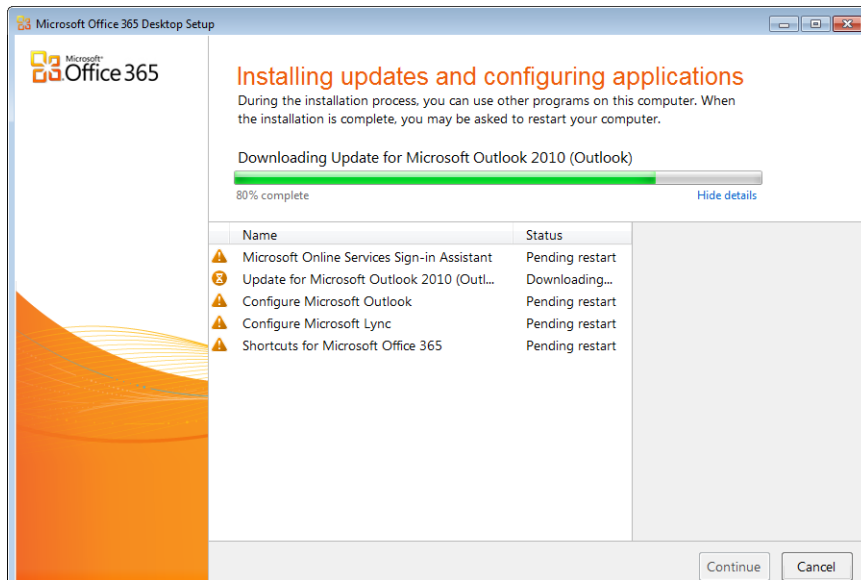 Microsoft Office 365 Desktop Setup
Microsoft®
Office 365
Installing updates and configuring applications
During the installation process, you can use other programs on this computer. When
the installation is complete, you may be asked to restart your computer.
Downloading Update for Microsoft Outlook 2010 (Outlook)
80% complete Hide details
Name Status
Microsoft Online Services Sign-in Assistant Pending restart
Update for Microsoft Outlook 2010 (Outl... Downloading...
Configure Microsoft Outlook Pending restart
Configure Microsoft Lync Pending restart
Shortcuts for Microsoft Office 365 Pending restart
Continue Cancel